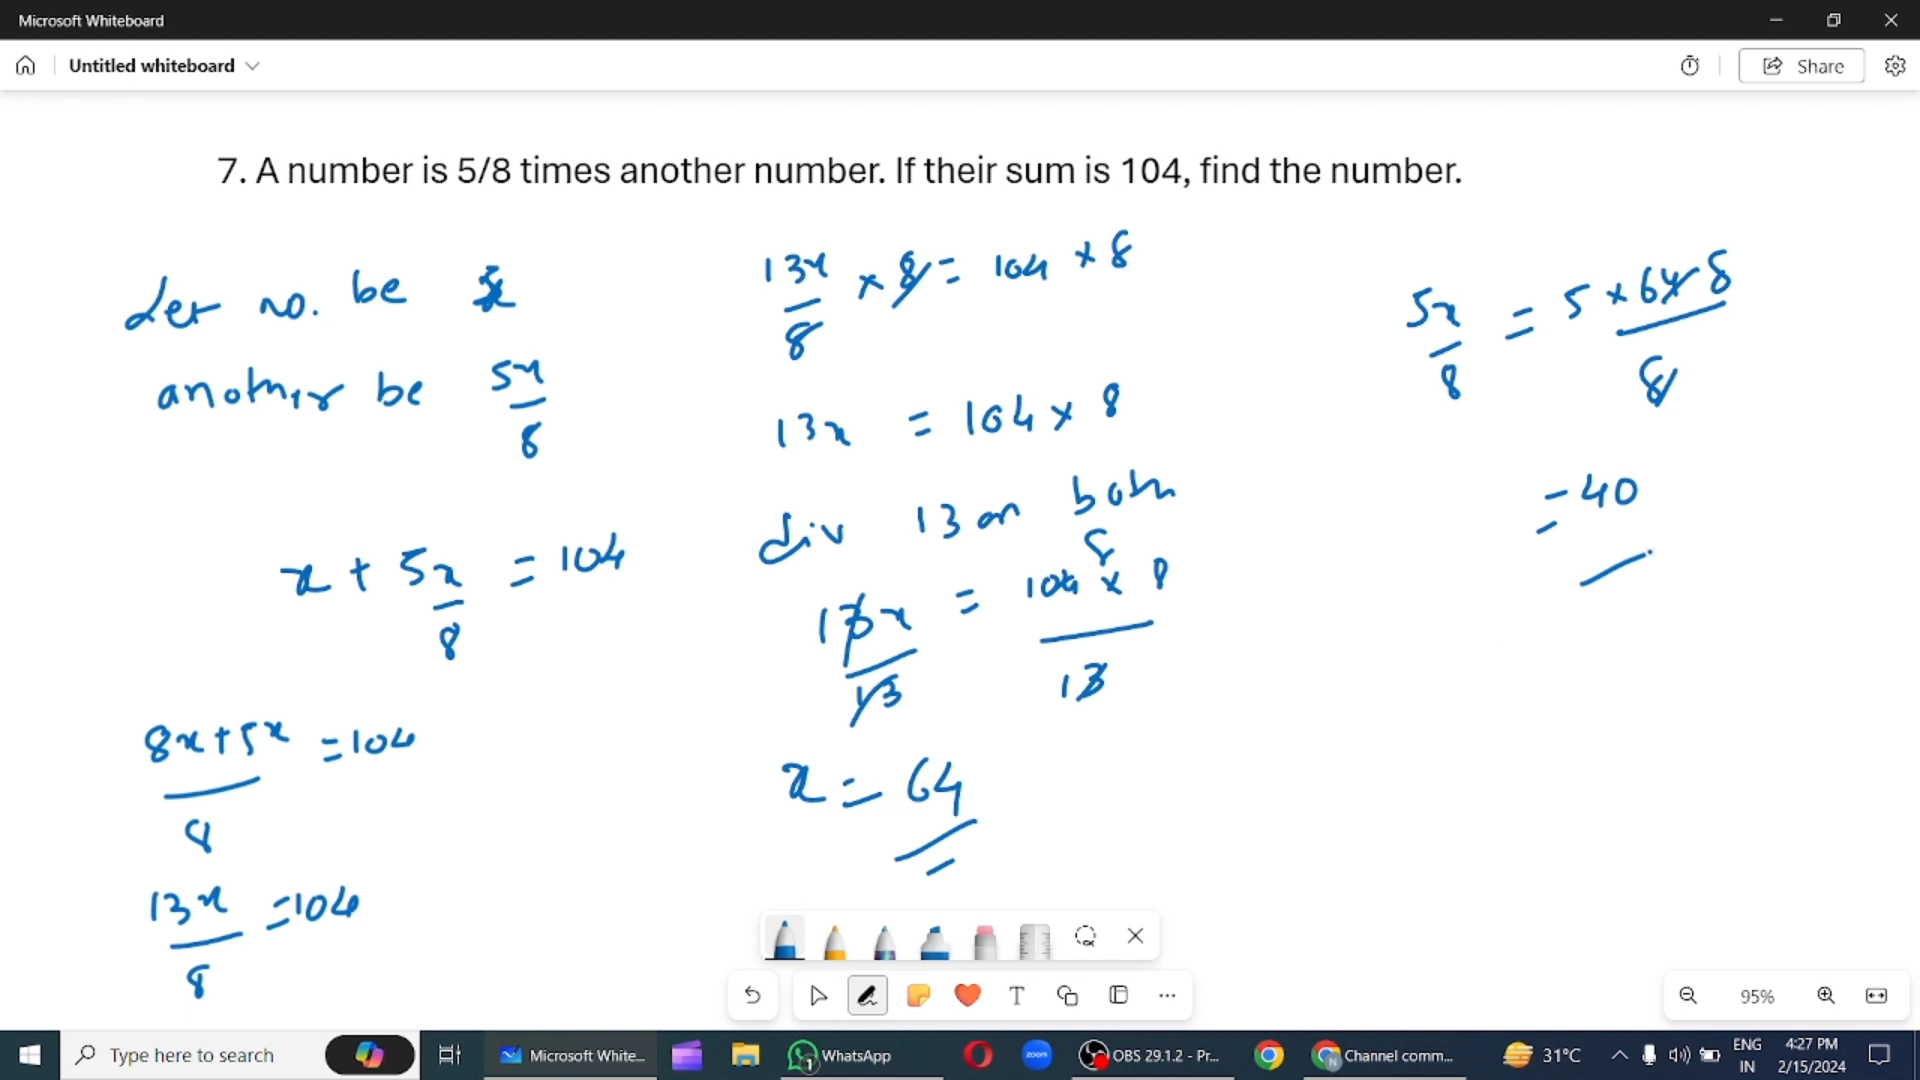 Microsoft Whiteboard
Untitled whiteboard
Share
7. A number is 5/8 times another number. If their sum is 104, find the number.
Let no. be x
another be 5x/8
x + 5x/8 = 104
8x+5x/8 = 104
13x/8 = 104
13x/8 × 8 = 104 × 8
13x = 104 × 8
div 13 on both
8
13x/13 = 104 × 8/13
x = 64
5x/8 = 5 × 64 8/8
= 40
95%
Type here to search
Microsoft White...
1
WhatsApp
zoom
OBS 29.1.2 - Pr...
N
Channel comm...
31°C
ENG
IN
4:27 PM
2/15/2024